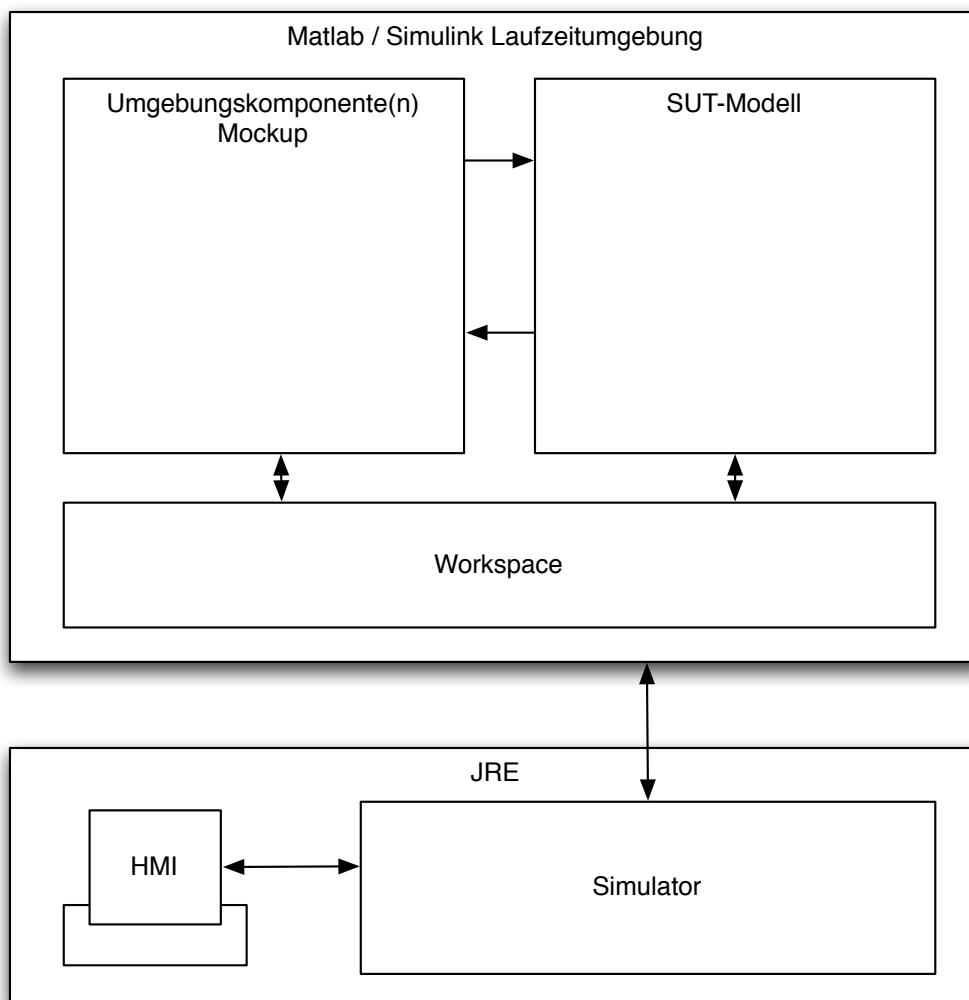 Matlab / Simulink Laufzeitumgebung
Umgebungskomponente(n)
Mockup
SUT-Modell
Workspace
JRE
HMI
Simulator